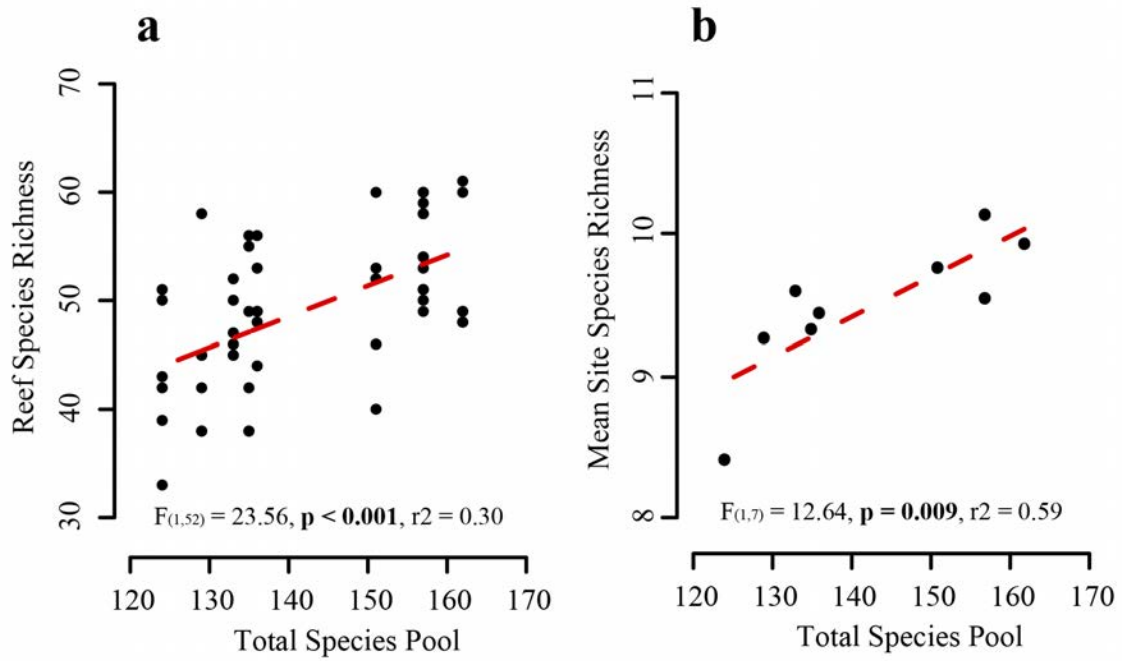 a
70
60
50
40
30
Reef Species Richness
F(1,52) = 23.56, p < 0.001, r2 = 0.30
120 130 140 150 160 170
Total Species Pool
b
11
10
9
8
Mean Site Species Richness
F(1,7) = 12.64, p = 0.009, r2 = 0.59
120 130 140 150 160 170
Total Species Pool